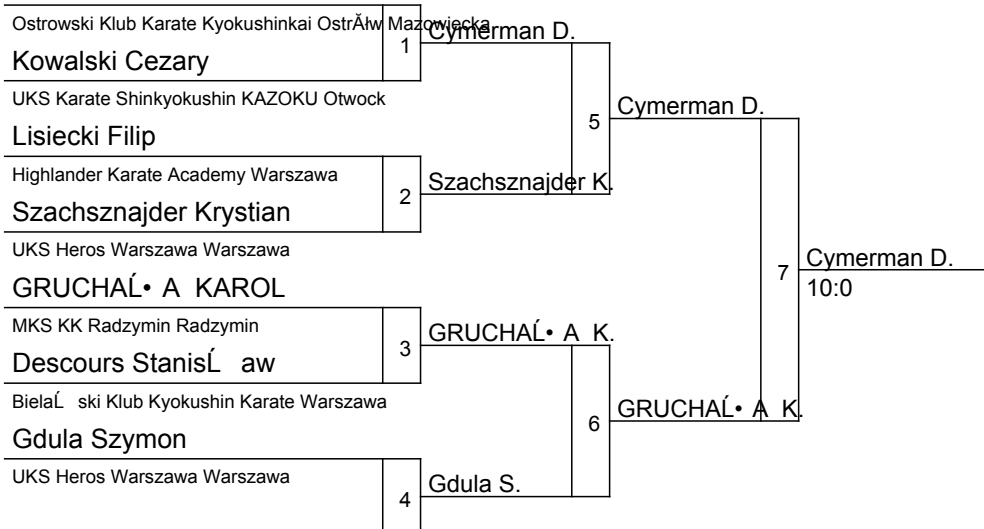 Ostrowski Klub Karate Kyokushinkai OstrĂłw Mazowiecka
1
Cymerman D.
Kowalski Cezary
UKS Karate Shinkyokushin KAZOKU Otwock
5
Cymerman D.
Lisiecki Filip
Highlander Karate Academy Warszawa
2
Szachsznajder K.
Szachsznajder Krystian
UKS Heros Warszawa Warszawa
7
Cymerman D.
10:0
GRUCHAĹ• A KAROL
MKS KK Radzymin Radzymin
3
GRUCHAĹ• A K.
Descours StanisĹ aw
BielaĹ ski Klub Kyokushin Karate Warszawa
6
GRUCHAĹ• A K.
Gdula Szymon
UKS Heros Warszawa Warszawa
4
Gdula S.